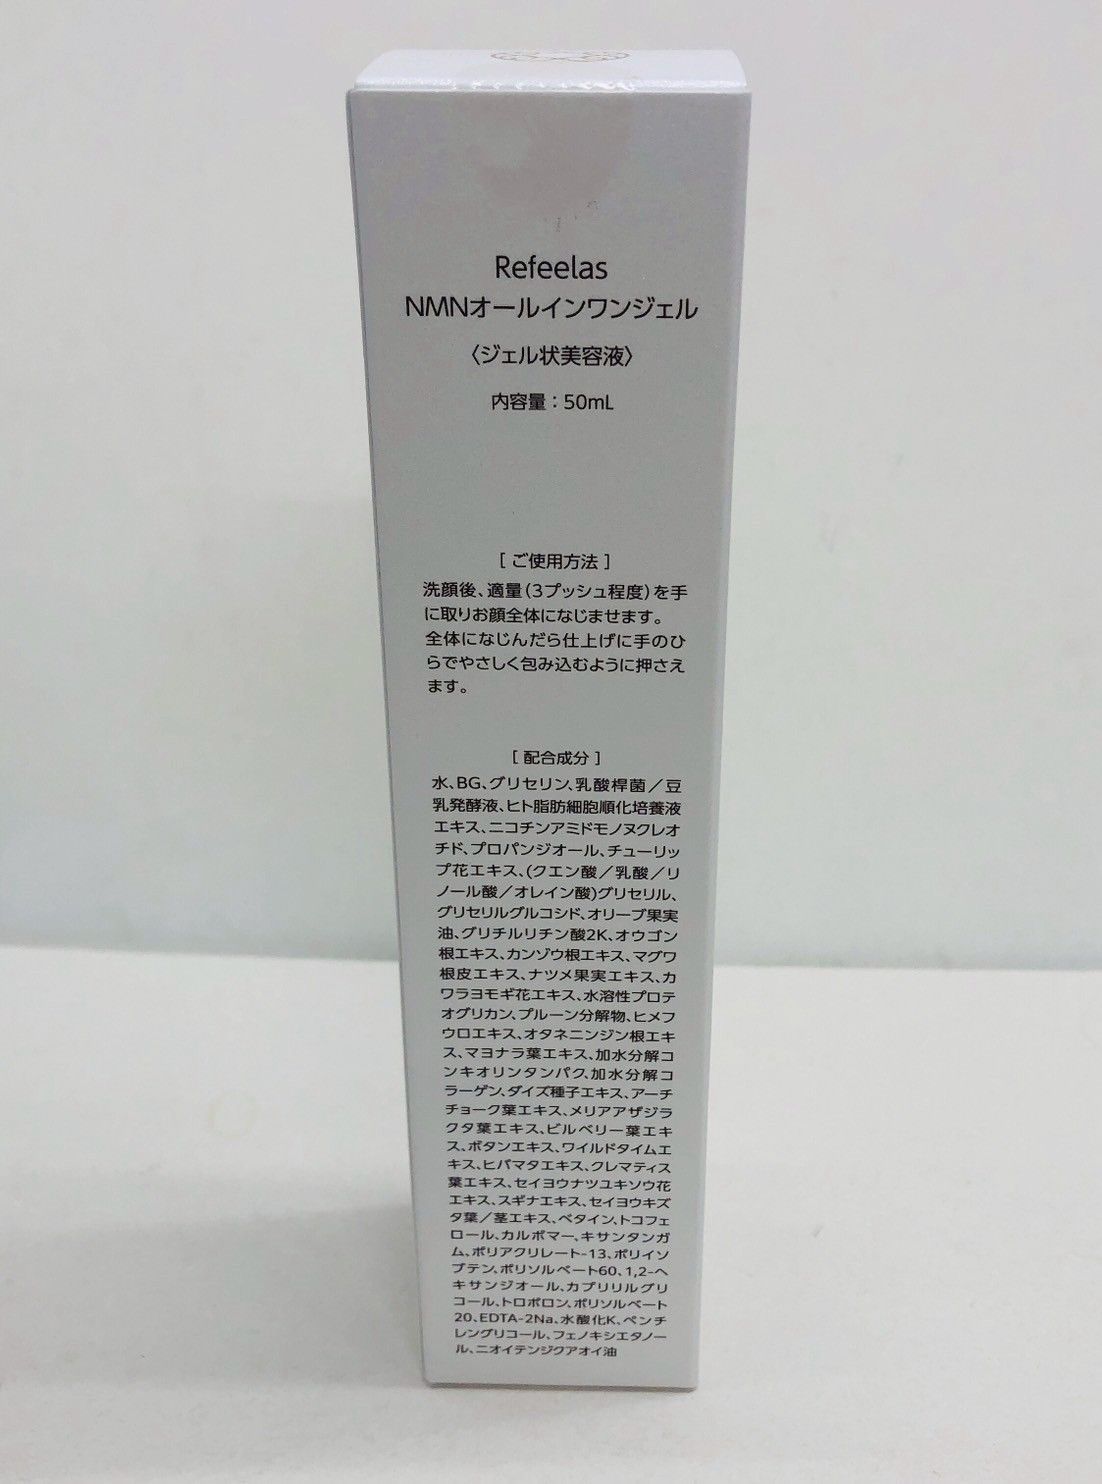 Refeelas
NMNオールインワンジェル
〈ジェル状美容液〉
内容量：50mL
[ ご使用方法 ]
洗顔後、適量（3プッシュ程度）を手
に取りお顔全体になじませます。
全体になじんだら仕上げに手のひ
らでやさしく包み込むように押さえ
ます。
[ 配合成分 ]
水、BG、グリセリン、乳酸桿菌／豆
乳発酵液、ヒト脂肪細胞順化培養液
エキス、ニコチンアミドモノヌクレオ
チド、プロパンジオール、チューリッ
プ花エキス、(クエン酸／乳酸／リ
ノール酸／オレイン酸)グリセリル、
グリセリルグルコシド、オリーブ果実
油、グリチルリチン酸2K、オウゴン
根エキス、カンゾウ根エキス、マグワ
根皮エキス、ナツメ果実エキス、カ
ワラヨモギ花エキス、水溶性プロテ
オグリカン、プルーン分解物、ヒメフ
ウロエキス、オタネニンジン根エキ
ス、マヨナラ葉エキス、加水分解コ
ンキオリンタンパク、加水分解コ
ラーゲン、ダイズ種子エキス、アーチ
チョーク葉エキス、メリアアザジラ
クタ葉エキス、ビルベリー葉エキ
ス、ボタンエキス、ワイルドタイムエ
キス、ヒバマタエキス、クレマティス
葉エキス、セイヨウナツユキソウ花
エキス、スギナエキス、セイヨウキズ
タ葉／茎エキス、ベタイン、トコフェ
ロール、カルボマー、キサンタンガ
ム、ポリアクリレート-13、ポリイソ
ブテン、ポリソルベート60、1,2-ヘ
キサンジオール、カプリリルグリ
コール、トロポロン、ポリソルベート
20、EDTA-2Na、水酸化K、ペンチ
レングリコール、フェノキシエタノー
ル、ニオイテンジクアオイ油